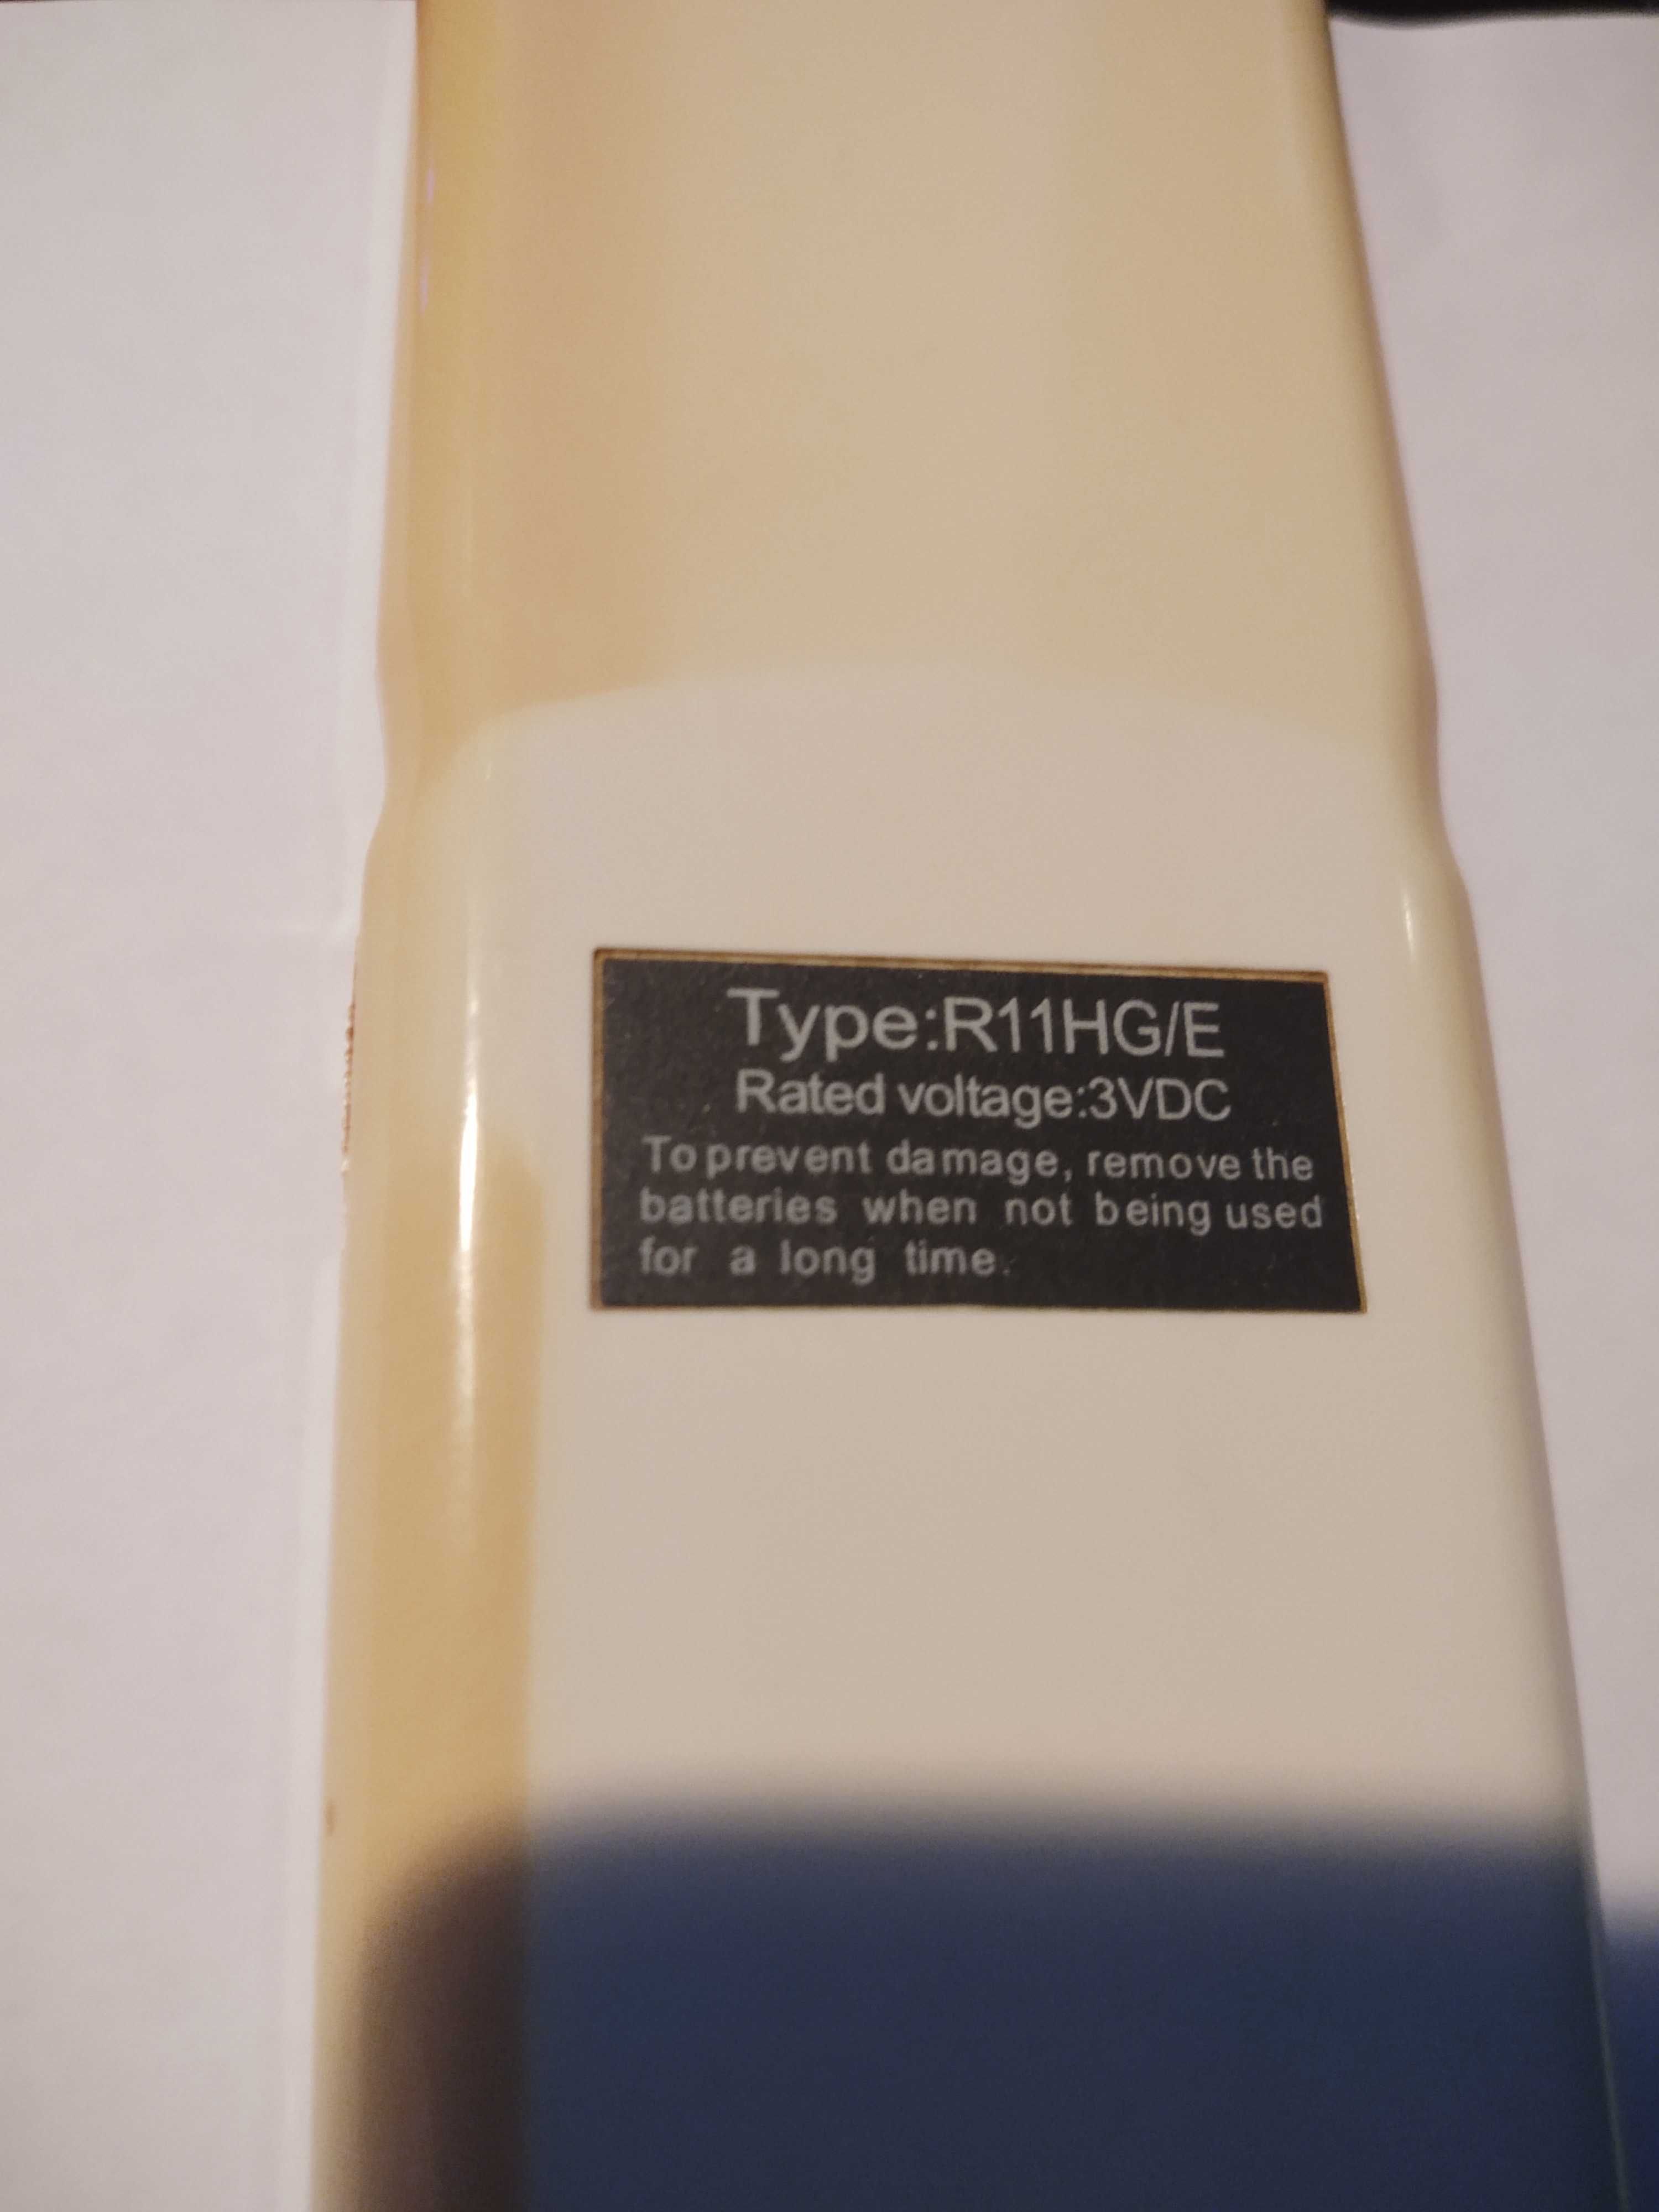 Type:R11HG/E
Rated voltage:3VDC
To prevent damage, remove the
batteries when not being used
for a long time.